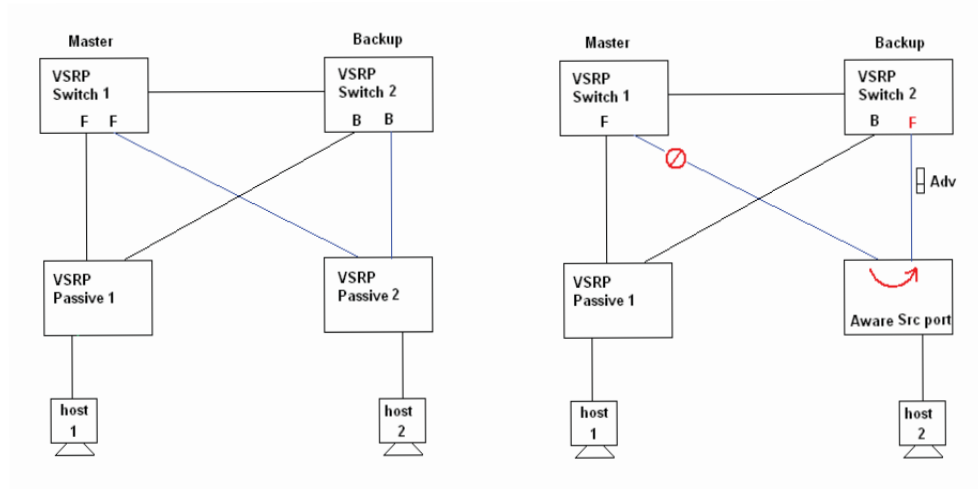 Master
Backup
VSRP
Switch 1
F F
VSRP
Switch 2
B B
VSRP
Passive 1
VSRP
Passive 2
host
1
host
2
Master
Backup
VSRP
Switch 1
F
VSRP
Switch 2
B F
Adv
VSRP
Passive 1
Aware Src port
host
1
host
2